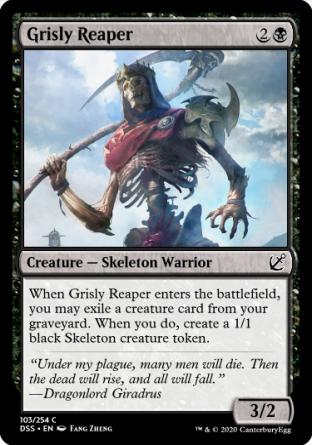 Grisly Reaper 2
Creature — Skeleton Warrior
When Grisly Reaper enters the battlefield,
you may exile a creature card from your
graveyard. When you do, create a 1/1
black Skeleton creature token.
“Under my plague, many men will die. Then
the dead will rise, and all will fall.”
—Dragonlord Giradrus
3/2
103/254 C
DSS • EN Fang Zheng
™ & © 2020 CanterburyEgg